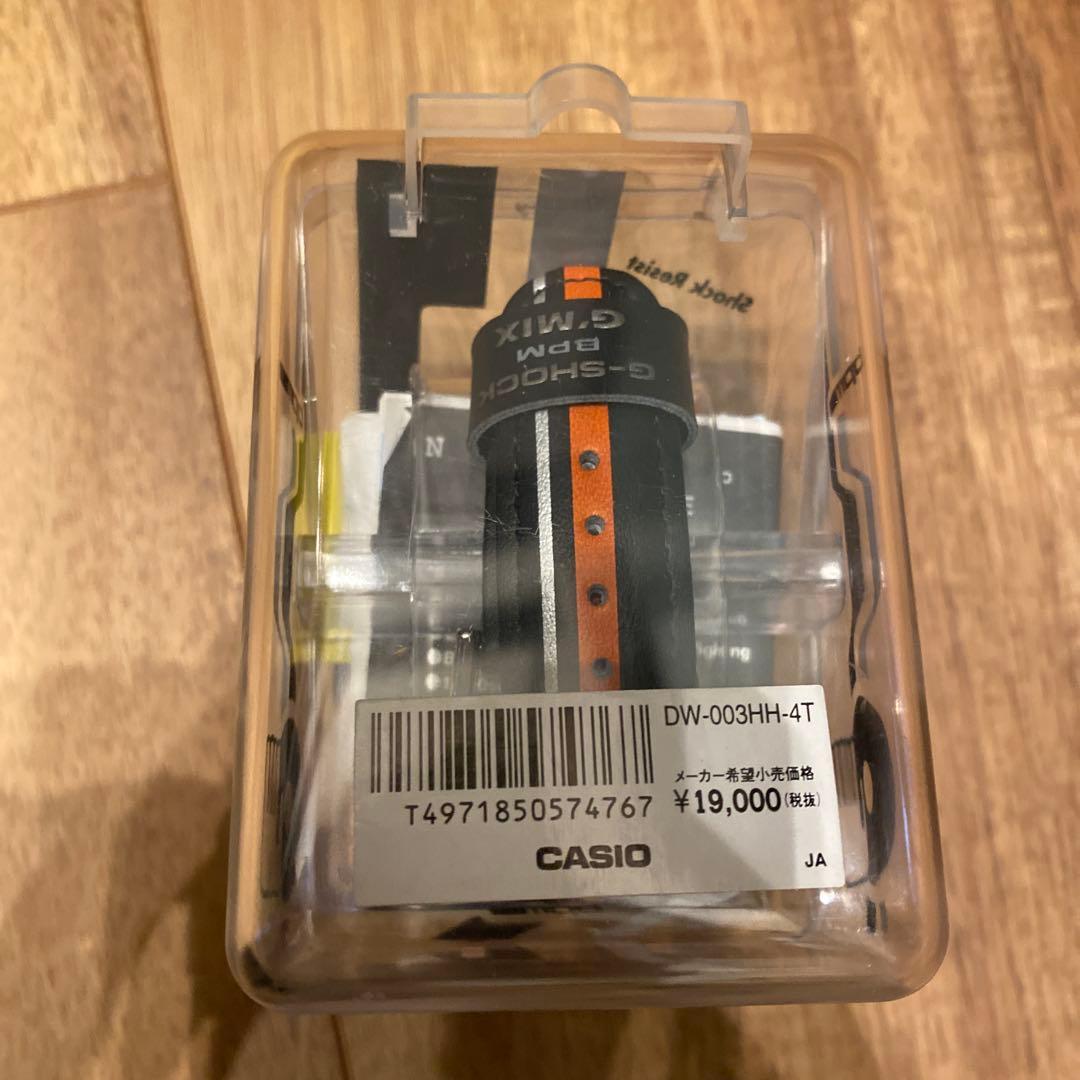 Shock Resist
G'MIX
BPM
G-SHOCK
N
DW-003HH-4T
メーカー希望小売価格
¥19,000(税抜)
T4971850574767
CASIO
JA